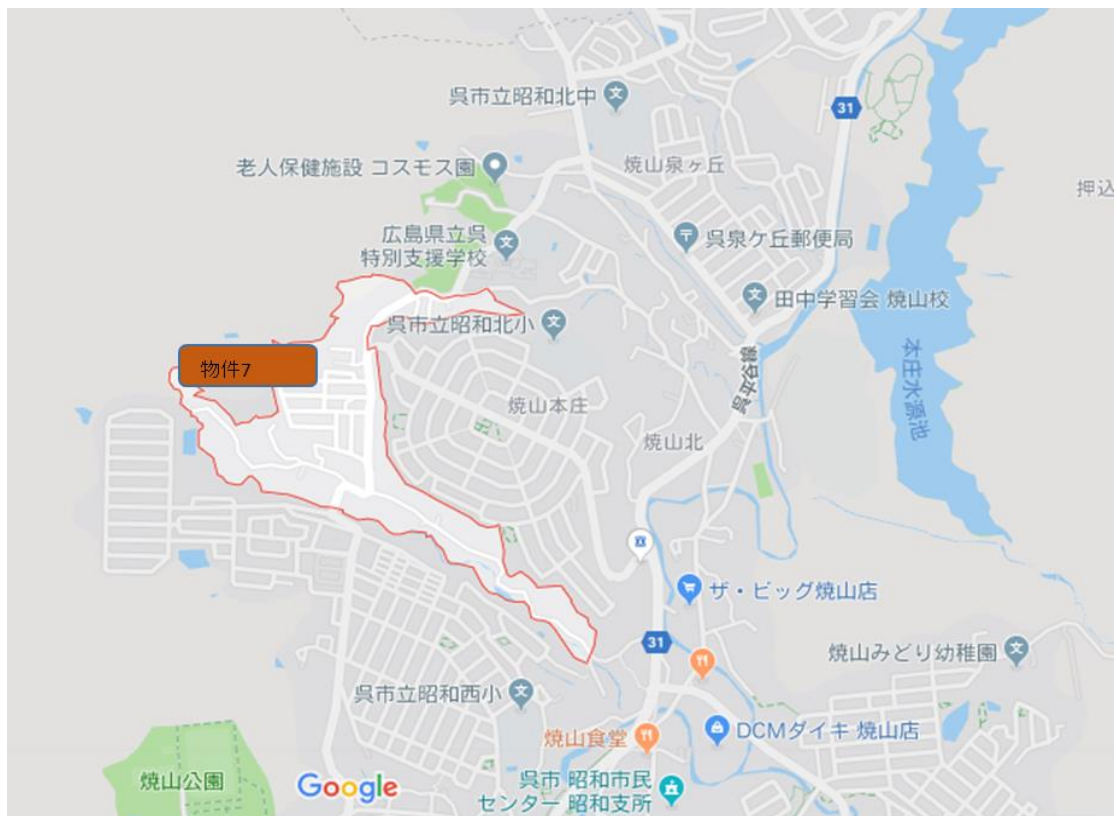 呉市立昭和北中
31
焼山泉ヶ丘
老人保健施設 コスモス園
押込
広島県立呉
特別支援学校
呉泉ケ丘郵便局
田中学習会 焼山校
呉市立昭和北小
物件7
本庄水源池
焼山本庄
焼山北
ザ・ビッグ焼山店
31
焼山みどり幼稚園
呉市立昭和西小
焼山食堂
DCMダイキ 焼山店
焼山公園
Google
呉市 昭和市民
センター 昭和支所